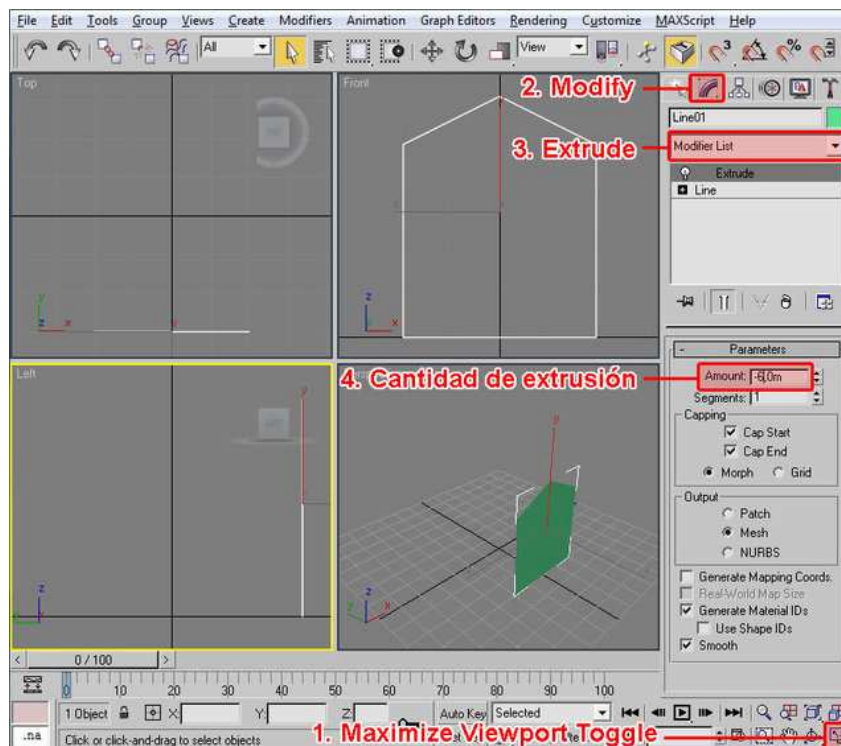 File Edit Tools Group Views Create Modifiers Animation Graph Editors Rendering Customize MAXScript Help
All
View
3
%
Top
Front
2. Modify
Line01
Modifier List
3. Extrude
Extrude
Line
Parameters
Left
4. Cantidad de extrusión
Amount: -6,0m
Segments: 1
Capping
Cap Start
Cap End
Morph Grid
Output
Patch
Mesh
NURBS
Generate Mapping Coords.
Real-World Map Size
Generate Material IDs
Use Shape IDs
Smooth
0 / 100
0 10 20 30 40 50 60 70 80 90 100
1 Object X: Y: Z: Auto Key Selected
.na Click or click-and-drag to select objects
1. Maximize Viewport Toggle